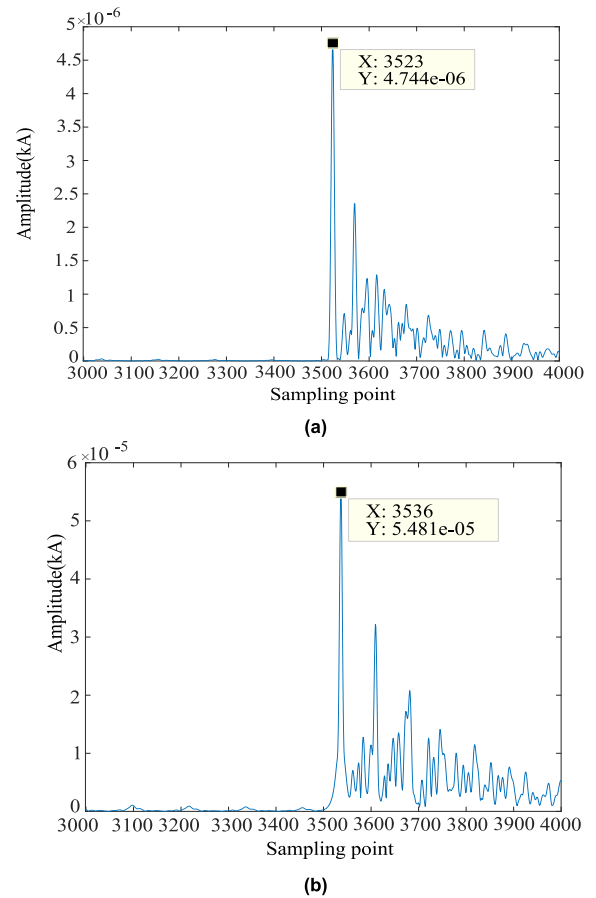 5×10 -6
X: 3523
Y: 4.744e-06
4.5
4
3.5
3
2.5
2
1.5
1
0.5
0
Amplitude(kA)
3000 3100 3200 3300 3400 3500 3600 3700 3800 3900 4000
Sampling point
(a)
6 ×10 -5
X: 3536
Y: 5.481e-05
5
4
3
2
1
0
Amplitude(kA)
3000 3100 3200 3300 3400 3500 3600 3700 3800 3900 4000
Sampling point
(b)